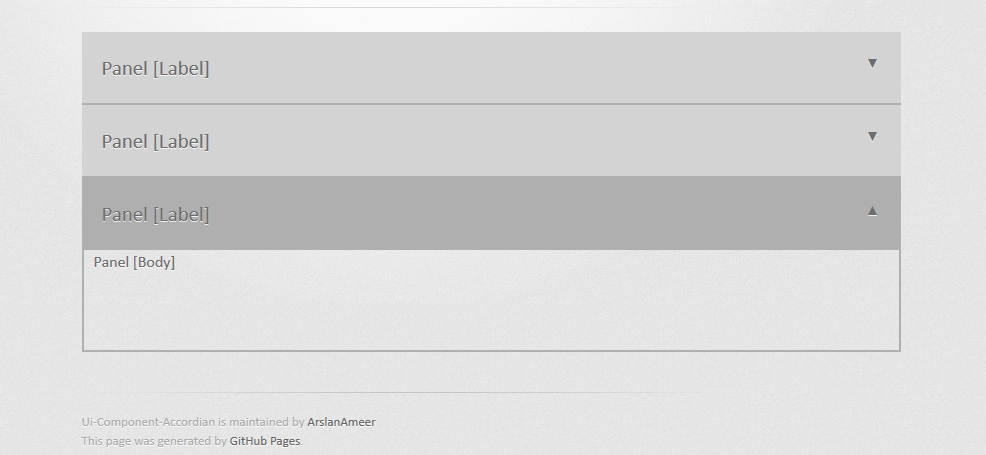 Panel [Label]
Panel [Label]
Panel [Label]
Panel [Body]
Ui-Component-Accordian is maintained by ArslanAmeer
This page was generated by GitHub Pages.